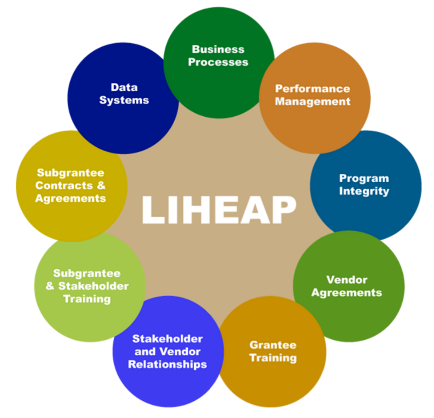 Business
Processes
Performance
Management
Program
Integrity
Vendor
Agreements
Grantee
Training
Stakeholder
and Vendor
Relationships
Subgrantee
& Stakeholder
Training
Subgrantee
Contracts &
Agreements
Data
Systems
LIHEAP